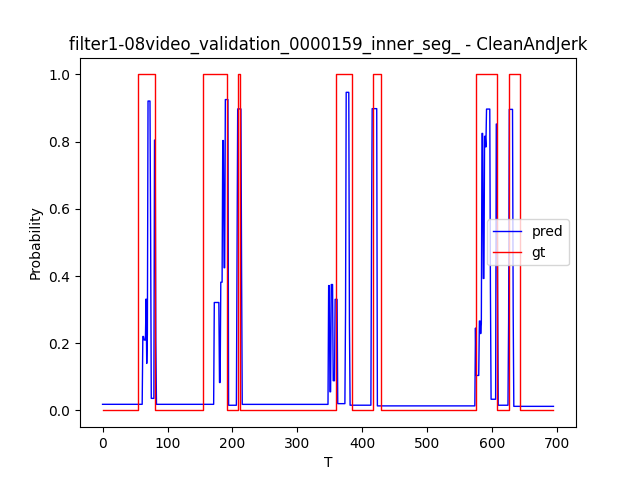 filter1-08video_validation_0000159_inner_seg_ - CleanAndJerk
1.0
0.8
0.6
0.4
0.2
0.0
Probability
pred
gt
0 100 200 300 400 500 600 700
T